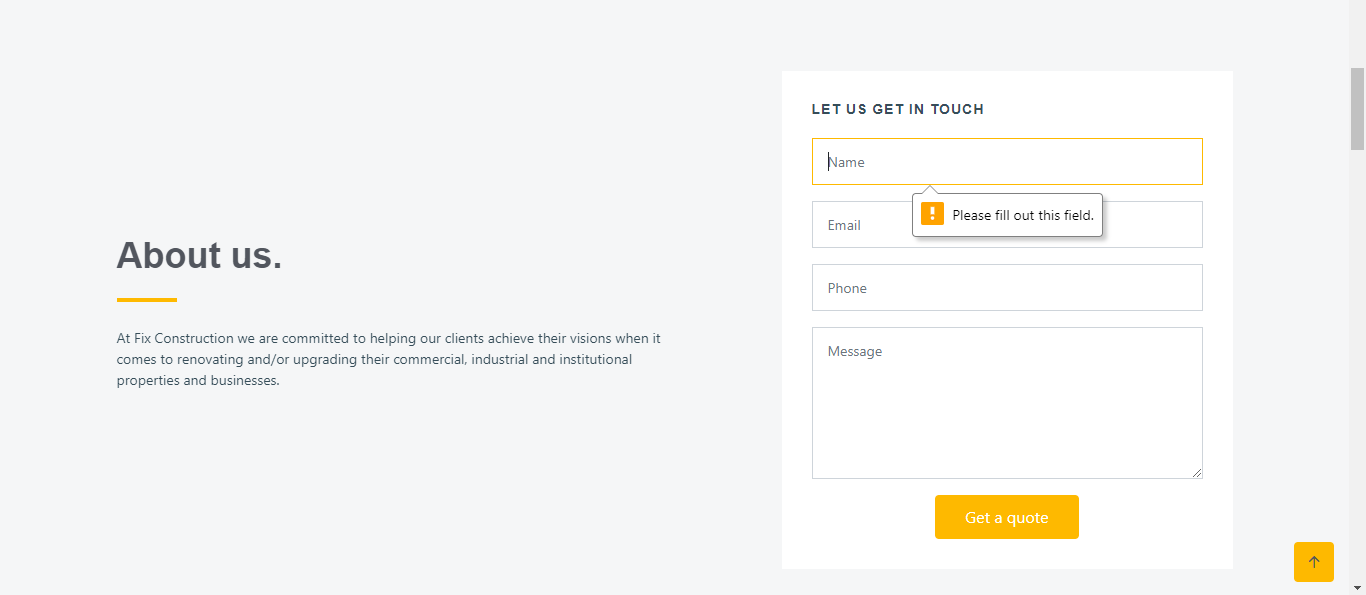 About us.
At Fix Construction we are committed to helping our clients achieve their visions when it
comes to renovating and/or upgrading their commercial, industrial and institutional
properties and businesses.
LET US GET IN TOUCH
Name
Please fill out this field.
Email
Phone
Message
Get a quote